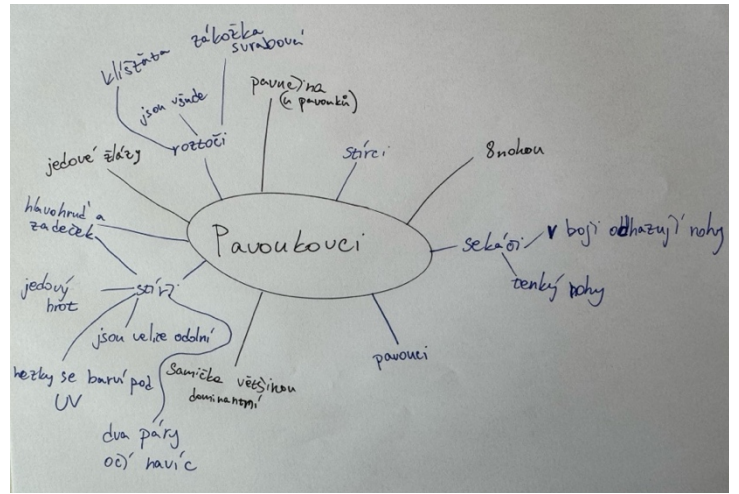 zákožka
svrabová
klíšťata
jsou všude
roztoči
pavučina
(u pavouků)
štírci
8 nohou
jedové žlázy
hlavohruď a
zadeček
Pavoukovci
sekáči
v boji odhazují nohy
tenký nohy
jedový
hrot
štíři
jsou velice odolní
pavouci
hezky se barví pod
UV
Samička většinou
dominantní
dva páry
očí navíc